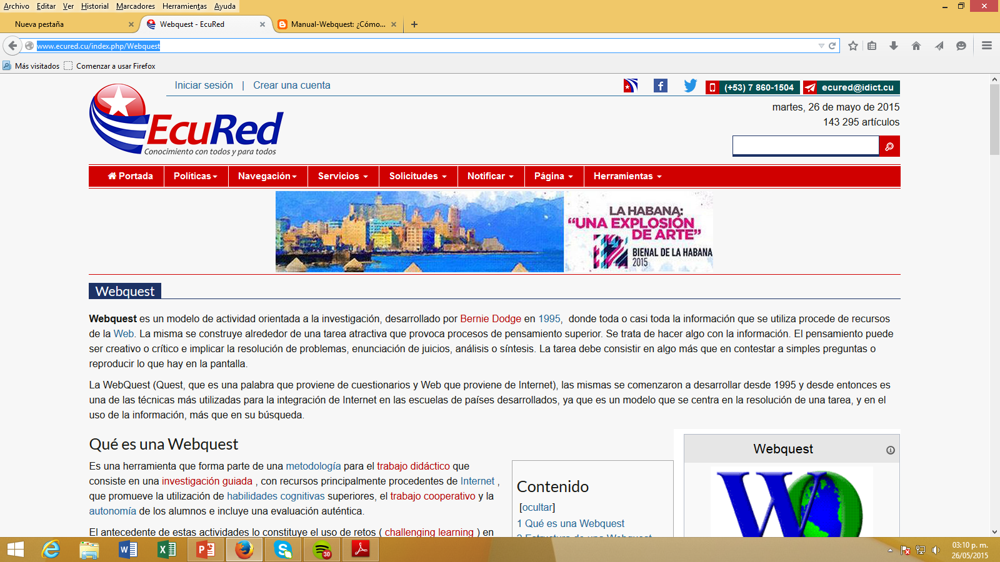 Archivo Editar Ver Historial Marcadores Herramientas Ayuda
Nueva pestaña
Webquest - EcuRed
Manual-Webquest: ¿Cómo...
www.ecured.cu/index.php/Webquest
Más visitados Comenzar a usar Firefox
Iniciar sesión | Crear una cuenta
(+53) 7 860-1504
ecured@idict.cu
EcuRed
Conocimiento con todos y para todos
martes, 26 de mayo de 2015
143 295 artículos
Portada Políticas Navegación Servicios Solicitudes Notificar Página Herramientas
LA HABANA:
“UNA EXPLOSIÓN
DE ARTE”
12
BIENAL DE LA HABANA
2015
Webquest
Webquest es un modelo de actividad orientada a la investigación, desarrollado por Bernie Dodge en 1995, donde toda o casi toda la información que se utiliza procede de recursos
de la Web. La misma se construye alrededor de una tarea atractiva que provoca procesos de pensamiento superior. Se trata de hacer algo con la información. El pensamiento puede
ser creativo o crítico e implicar la resolución de problemas, enunciación de juicios, análisis o síntesis. La tarea debe consistir en algo más que en contestar a simples preguntas o
reproducir lo que hay en la pantalla.
La WebQuest (Quest, que es una palabra que proviene de cuestionarios y Web que proviene de Internet), las mismas se comenzaron a desarrollar desde 1995 y desde entonces es
una de las técnicas más utilizadas para la integración de Internet en las escuelas de países desarrollados, ya que es un modelo que se centra en la resolución de una tarea, y en el
uso de la información, más que en su búsqueda.
Qué es una Webquest
Es una herramienta que forma parte de una metodología para el trabajo didáctico que
consiste en una investigación guiada , con recursos principalmente procedentes de Internet ,
que promueve la utilización de habilidades cognitivas superiores, el trabajo cooperativo y la
autonomía de los alumnos e incluye una evaluación auténtica.
El antecedente de estas actividades lo constituye el uso de retos ( challenging learning ) en
Contenido
[ocultar]
1 Qué es una Webquest
2 Estructura de una Webquest
Webquest
WQ
30
03:10 p. m.
26/05/2015